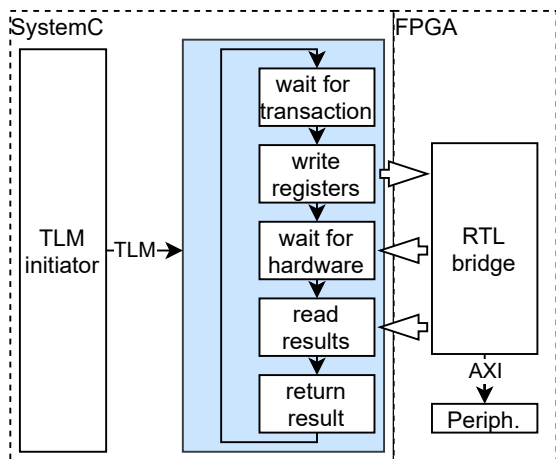 SystemC
FPGA
wait for
transaction
write
registers
TLM
initiator
TLM
wait for
hardware
RTL
bridge
read
results
AXI
return
result
Periph.